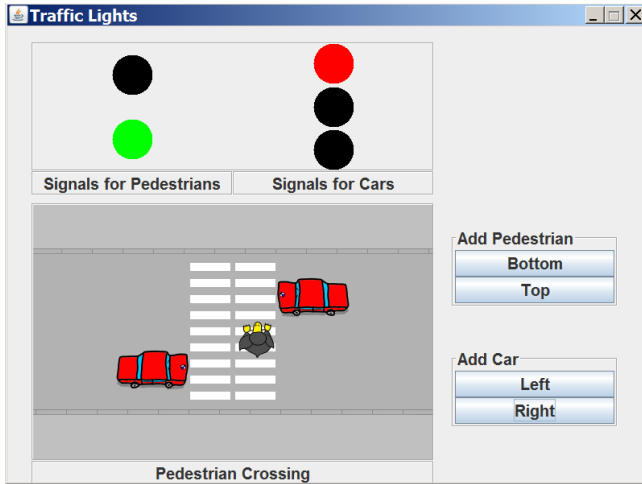 Traffic Lights
Signals for Pedestrians
Signals for Cars
Add Pedestrian
Bottom
Top
Add Car
Left
Right
Pedestrian Crossing